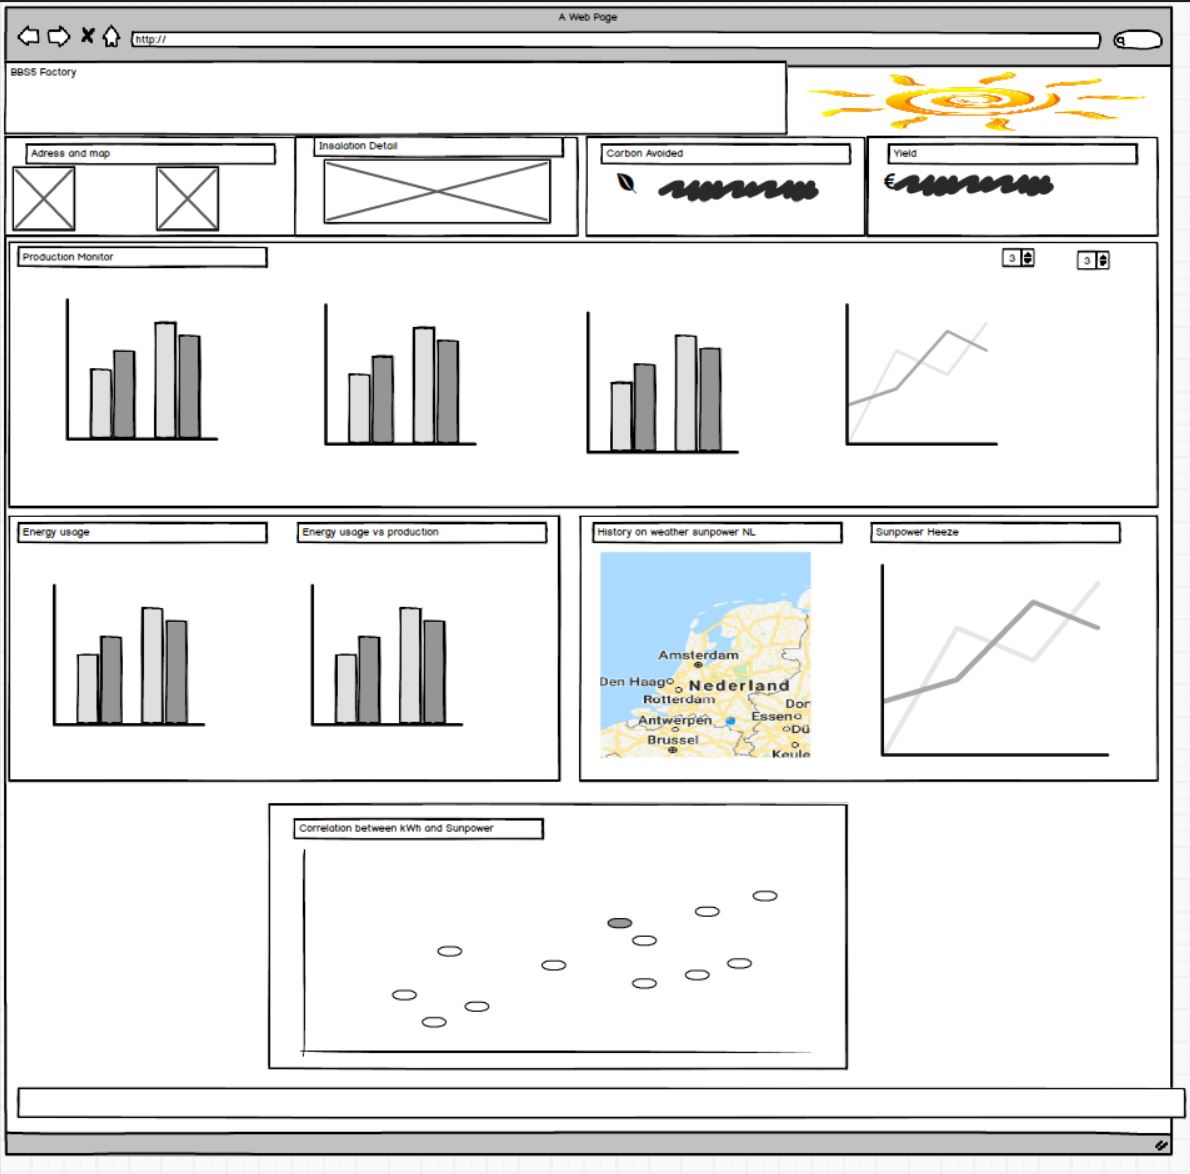 A Web Page
http://
BBS5 Factory
Adress and map
Insalation Detail
Carbon Avoided
Yield
€
Production Monitor
3
3
Energy usage
Energy usage vs production
History on weather sunpower NL
Sunpower Heeze
Amsterdam
Den Haag
Nederland
Rotterdam
Dor
Antwerpen
Essen
Dü
Brussel
Keule
Correlation between kWh and Sunpower